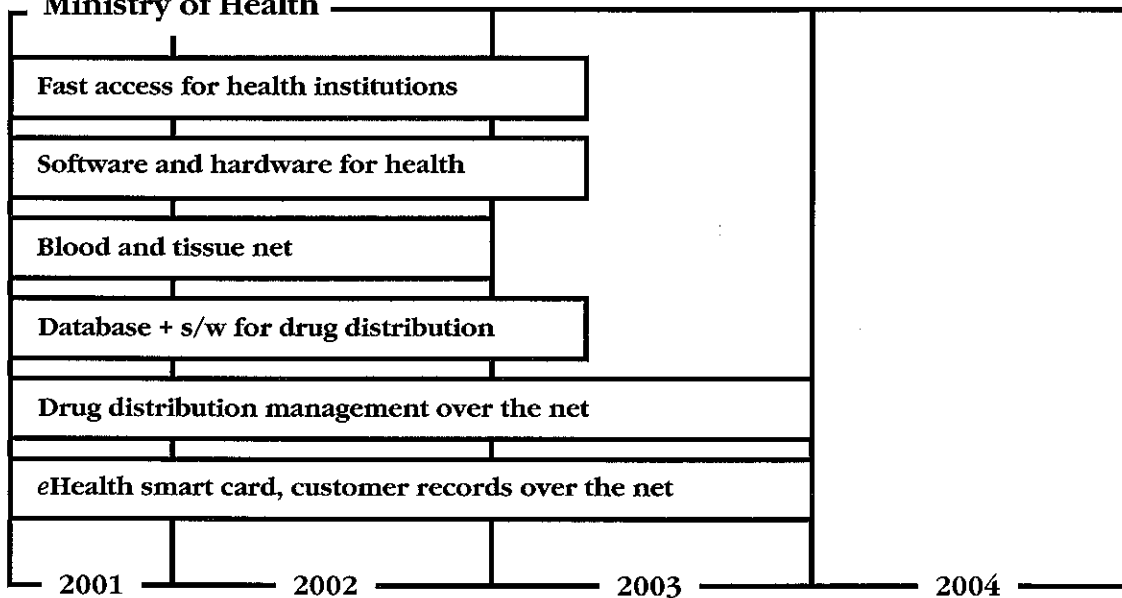 Ministry of Health
Fast access for health institutions
Software and hardware for health
Blood and tissue net
Database + s/w for drug distribution
Drug distribution management over the net
eHealth smart card, customer records over the net
2001 2002 2003 2004